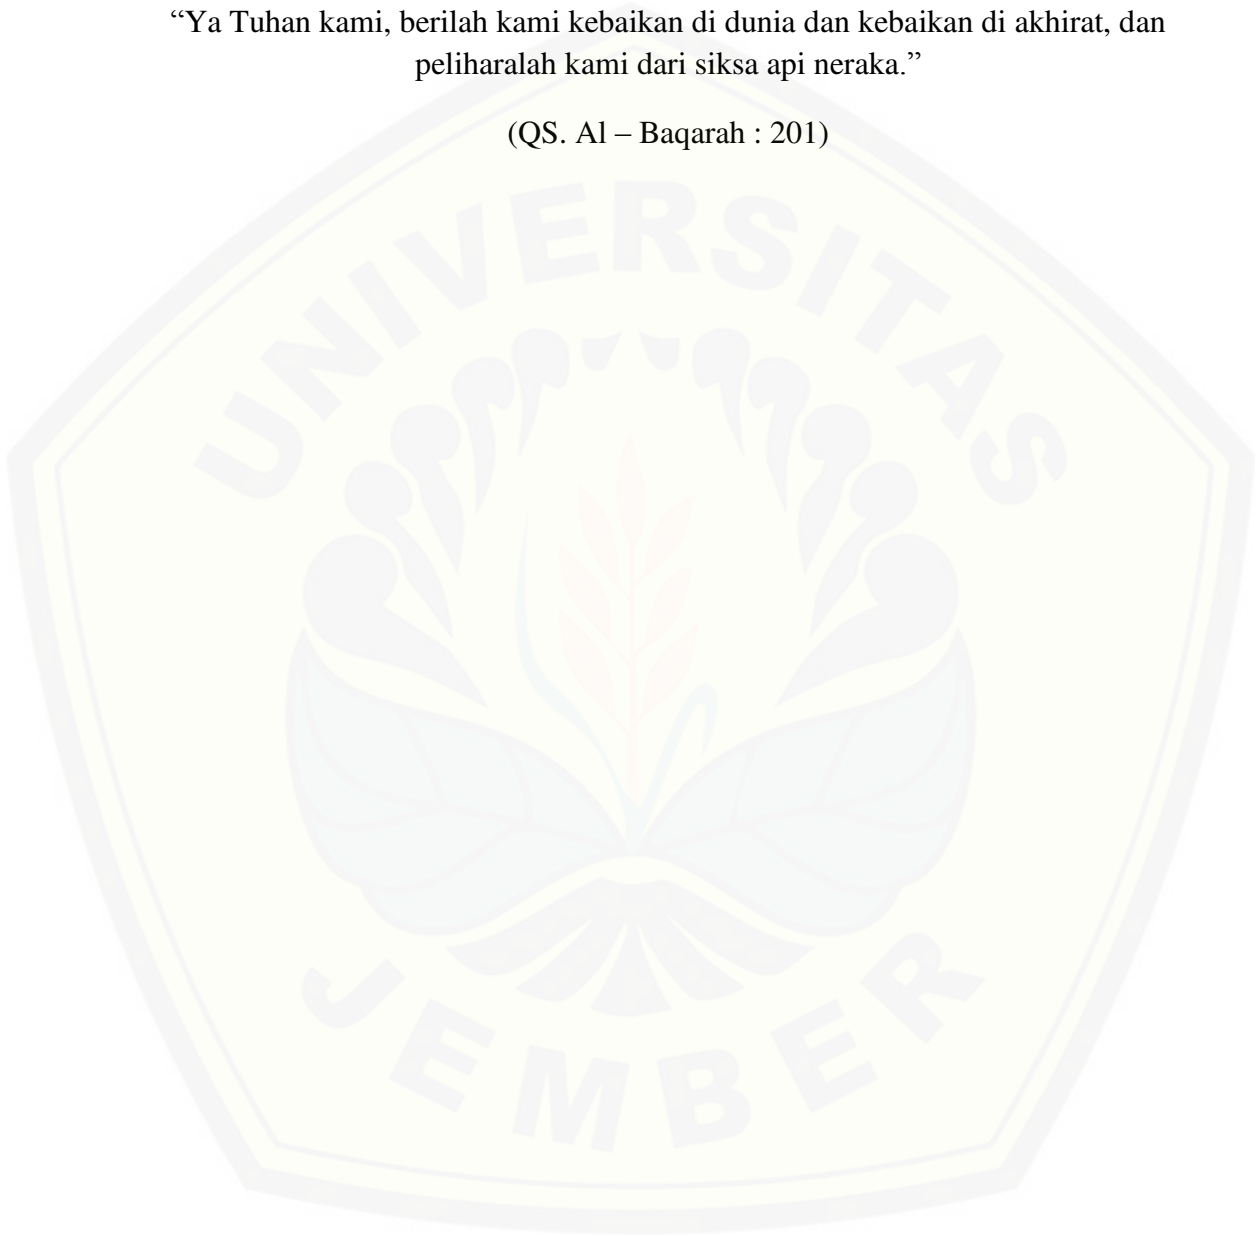 “Ya Tuhan kami, berilah kami kebaikan di dunia dan kebaikan di akhirat, dan
peliharalah kami dari siksa api neraka.”
(QS. Al – Baqarah : 201)
UNIVERSITAS
JEMBER